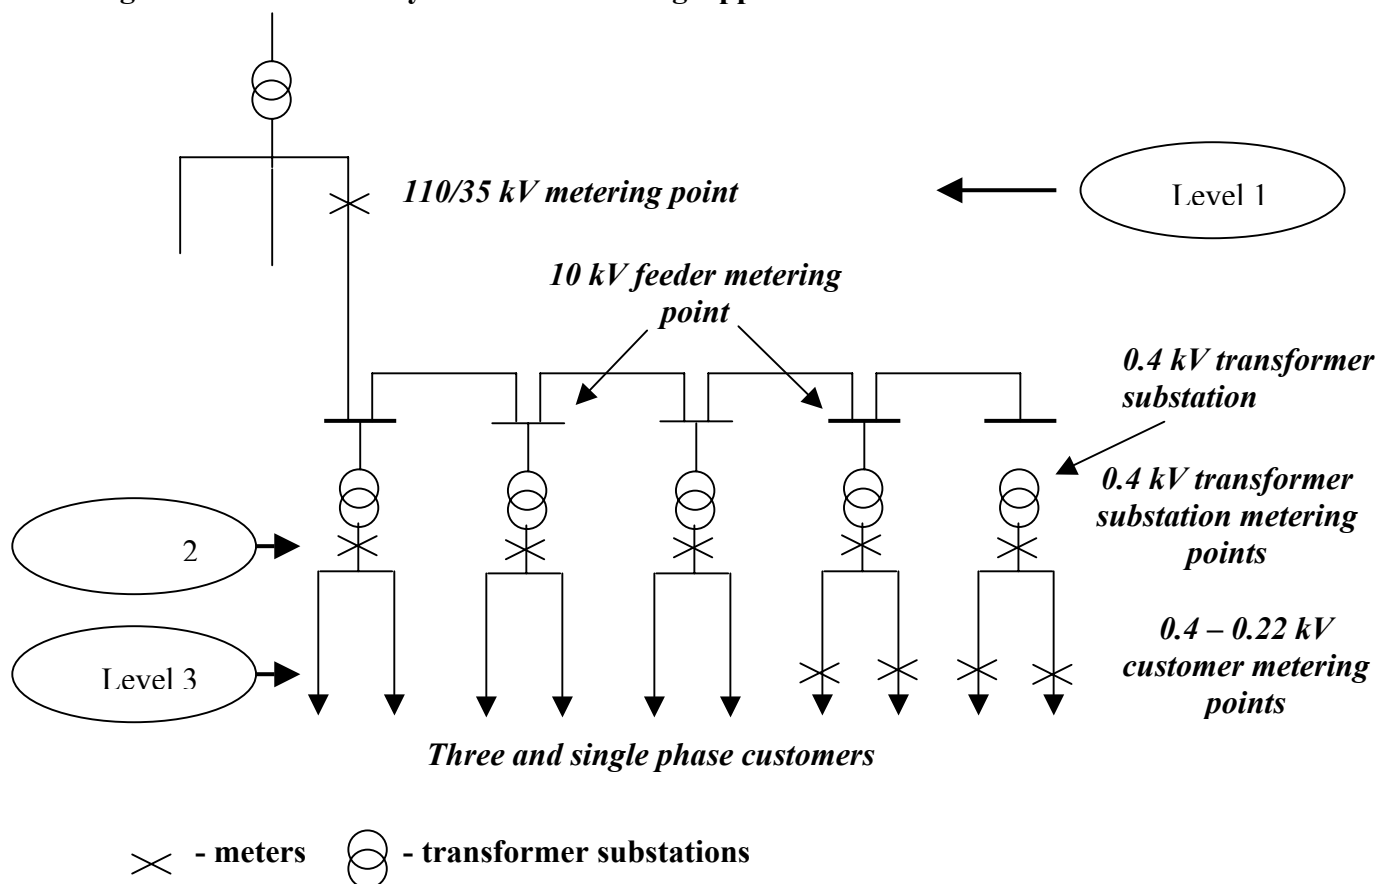 110/35 kV metering point
Level 1
10 kV feeder metering
point
0.4 kV transformer
substation
0.4 kV transformer
substation metering
points
2
0.4 – 0.22 kV
customer metering
points
Level 3
Three and single phase customers
- meters
- transformer substations